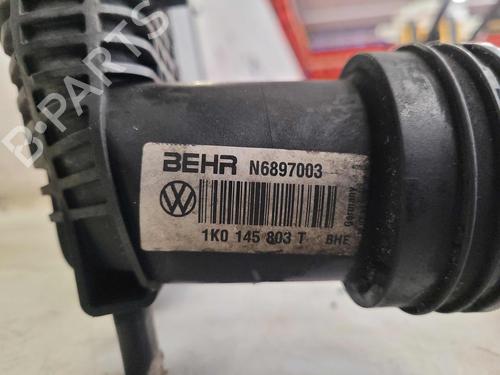 B-PARTS
BEHR N6897003
Germany
1K0 145 803 T BHE